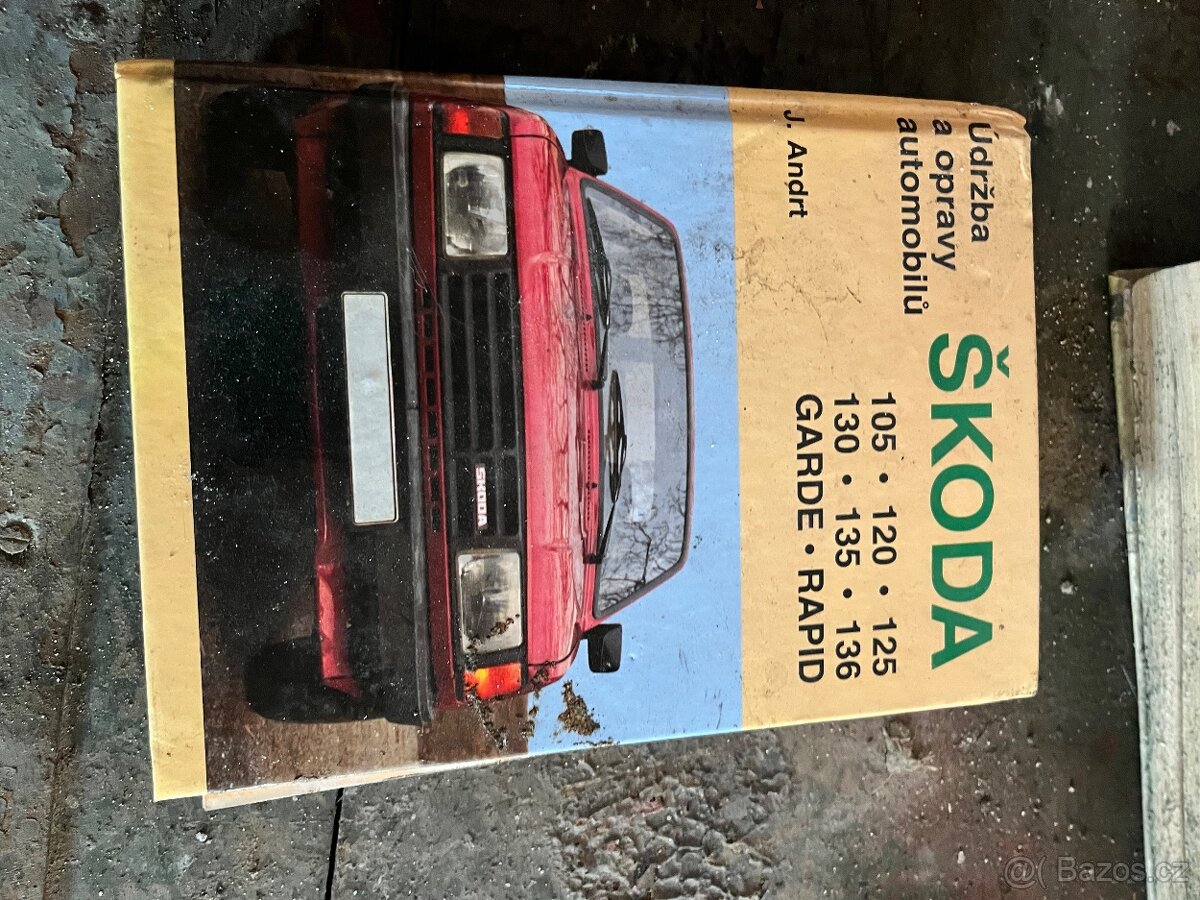 Údržba
a opravy
automobilů
ŠKODA
105 • 120 • 125
130 • 135 • 136
GARDE • RAPID
J. Andrt
ŠKODA
Bazos.cz